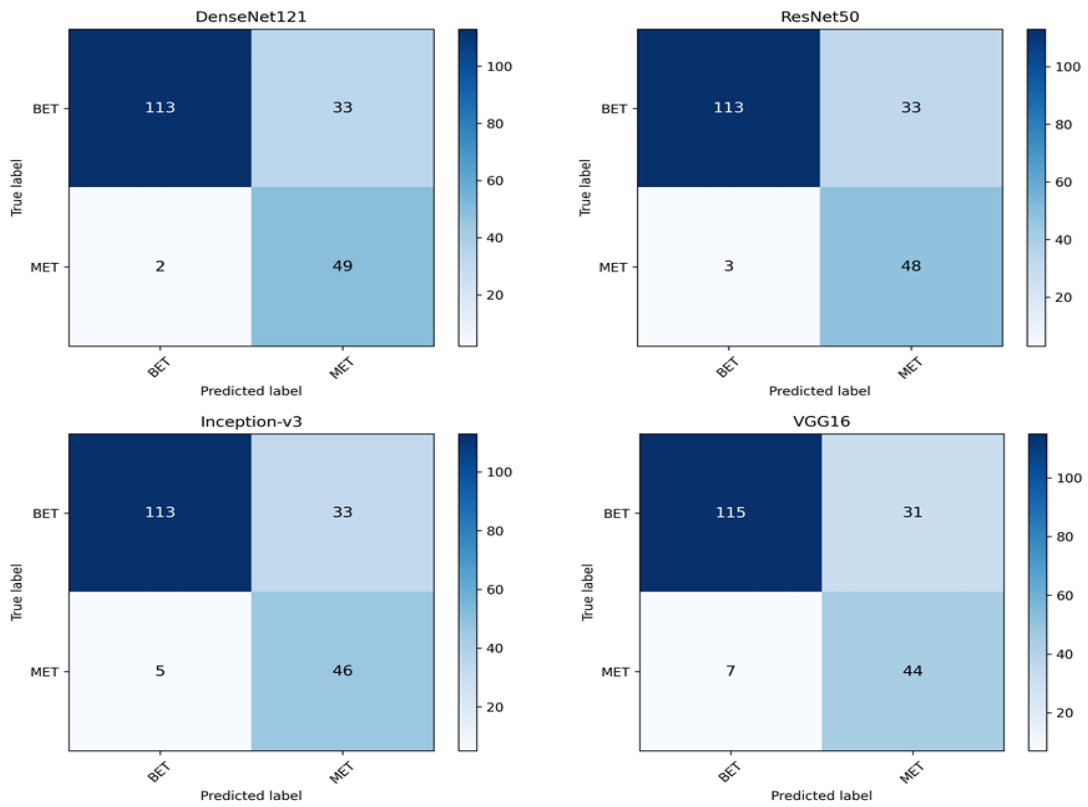 DenseNet121
BET
113
33
MET
2
49
True label
BET
MET
Predicted label
100
80
60
40
20
ResNet50
BET
113
33
MET
3
48
True label
BET
MET
Predicted label
100
80
60
40
20
Inception-v3
BET
113
33
MET
5
46
True label
BET
MET
Predicted label
100
80
60
40
20
VGG16
BET
115
31
MET
7
44
True label
BET
MET
Predicted label
100
80
60
40
20